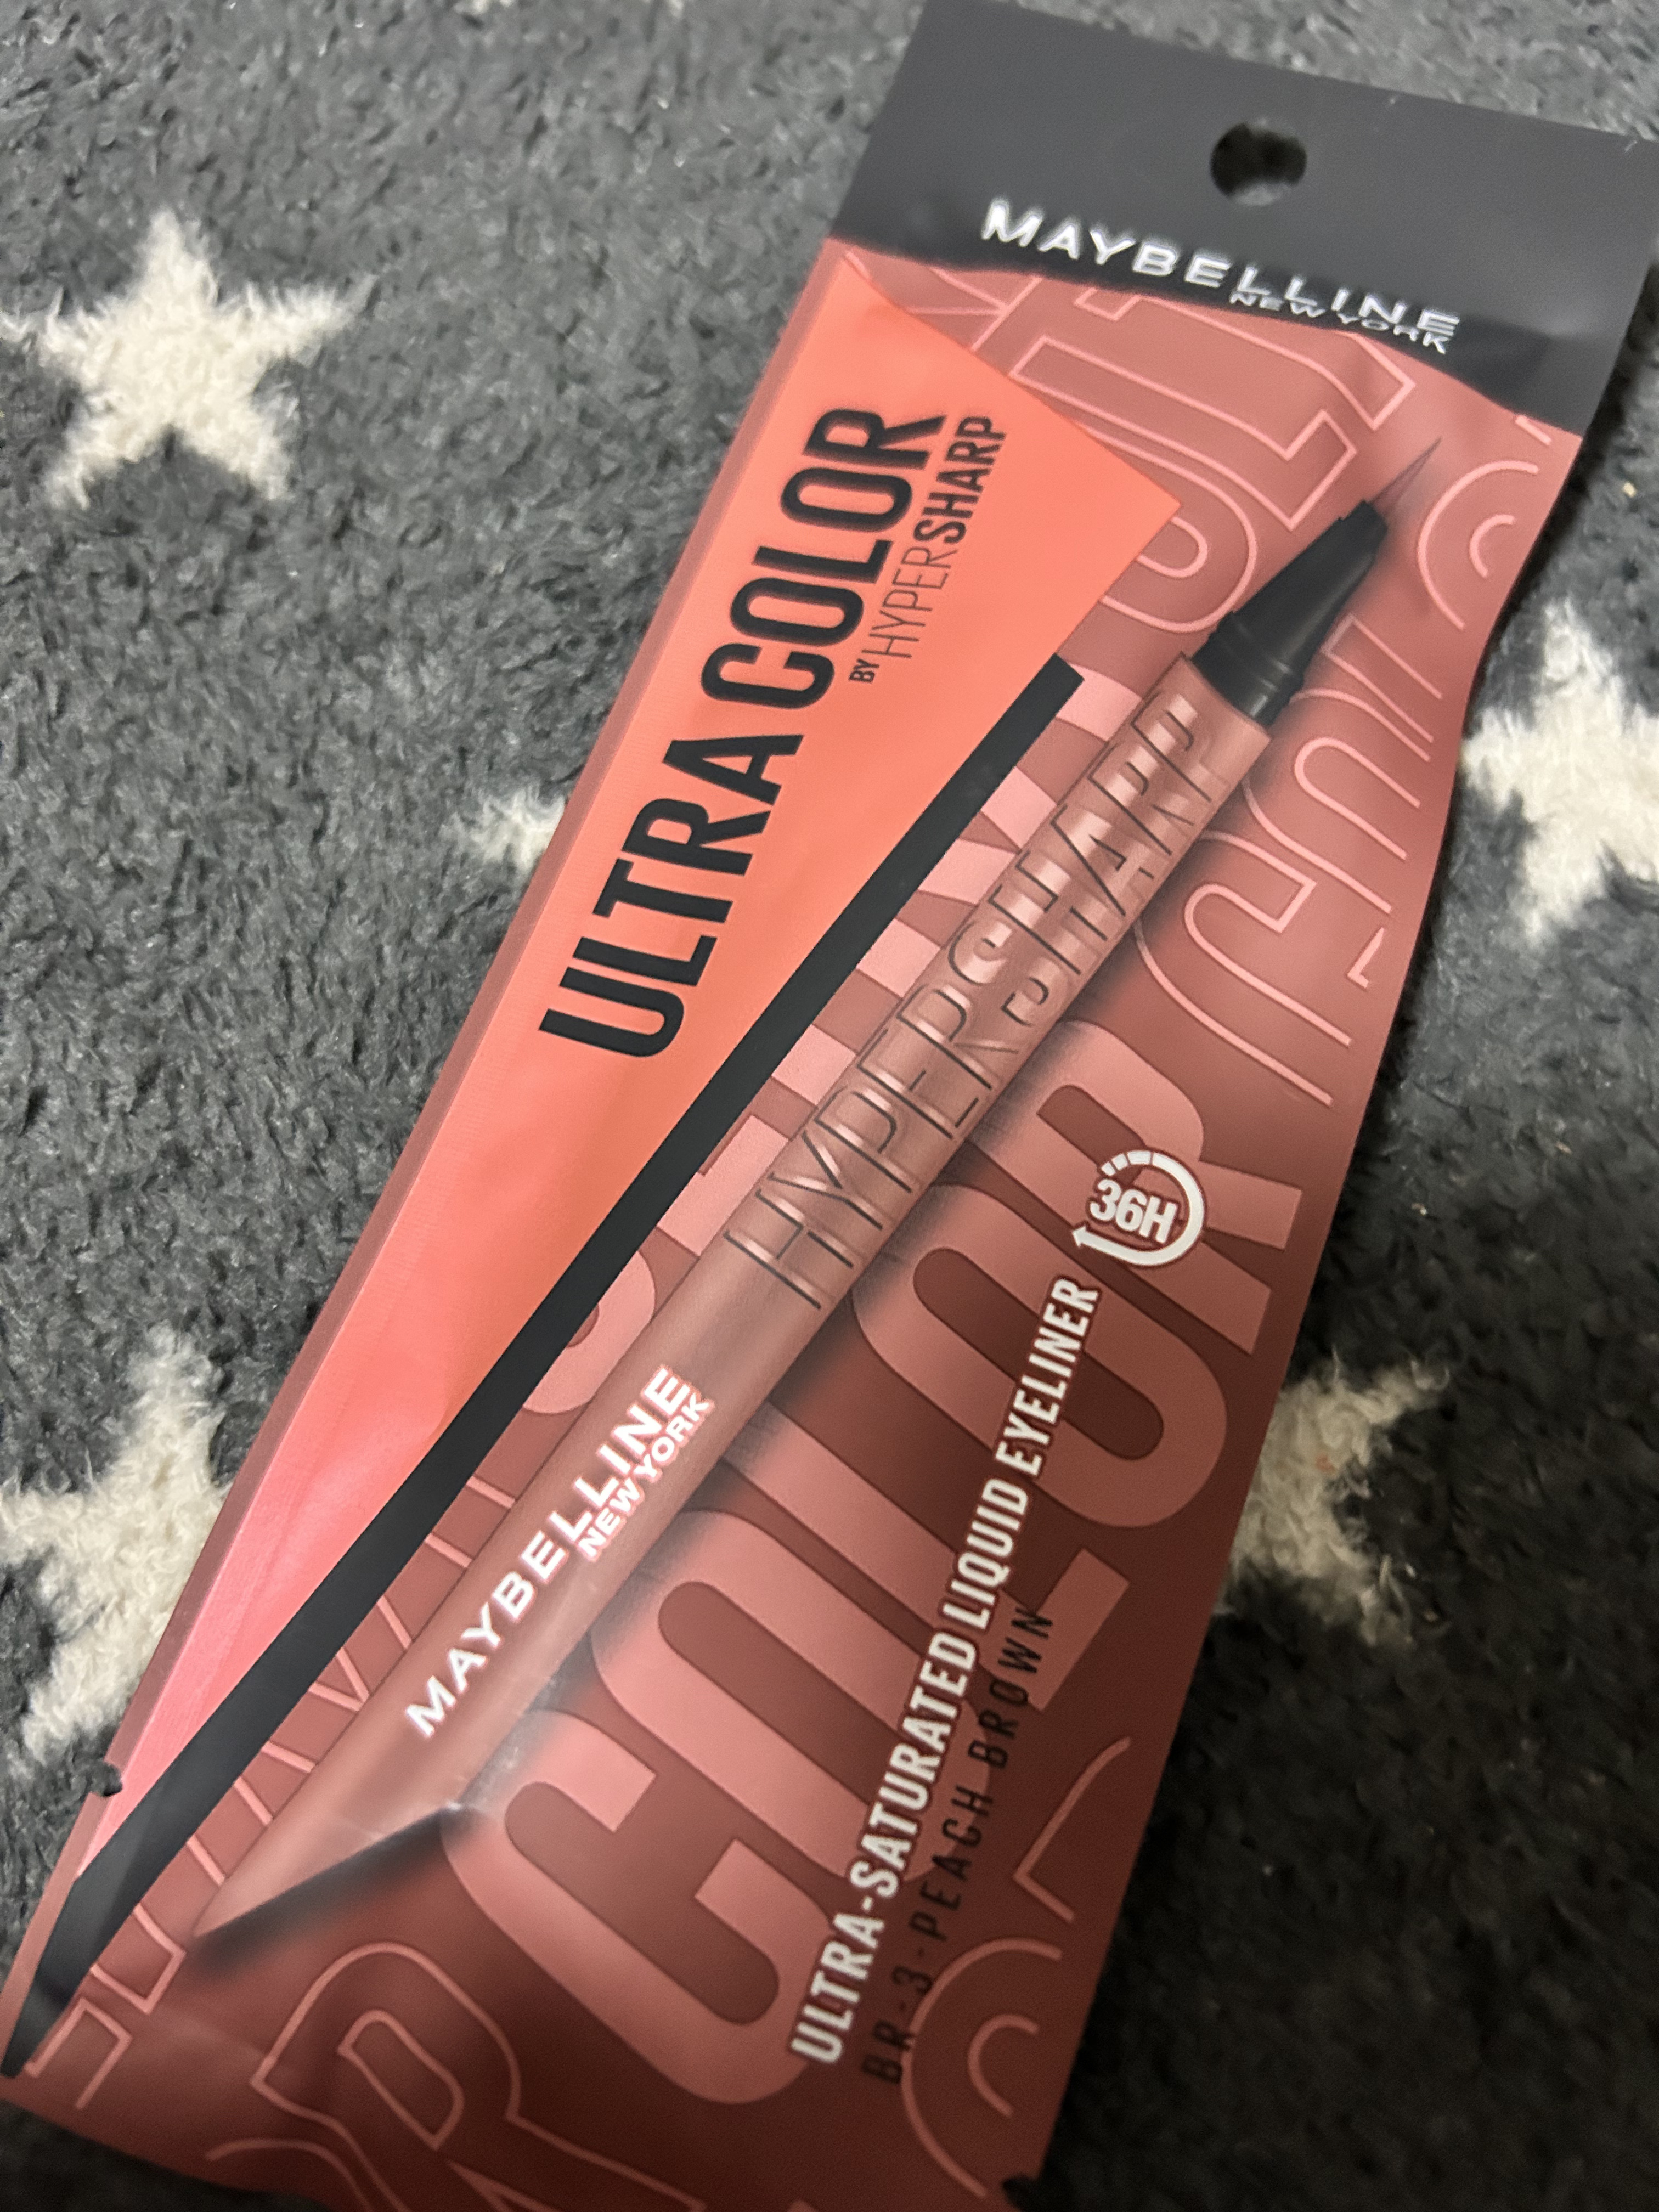 MAYBELLINE
NEW YORK
ULTRA COLOR
BY HYPERSHARP
HYPERSHARP
MAYBELLINE
NEW YORK
COLOR
36H
ULTRA-SATURATED LIQUID EYELINER
BR-3-PEACH BROWN